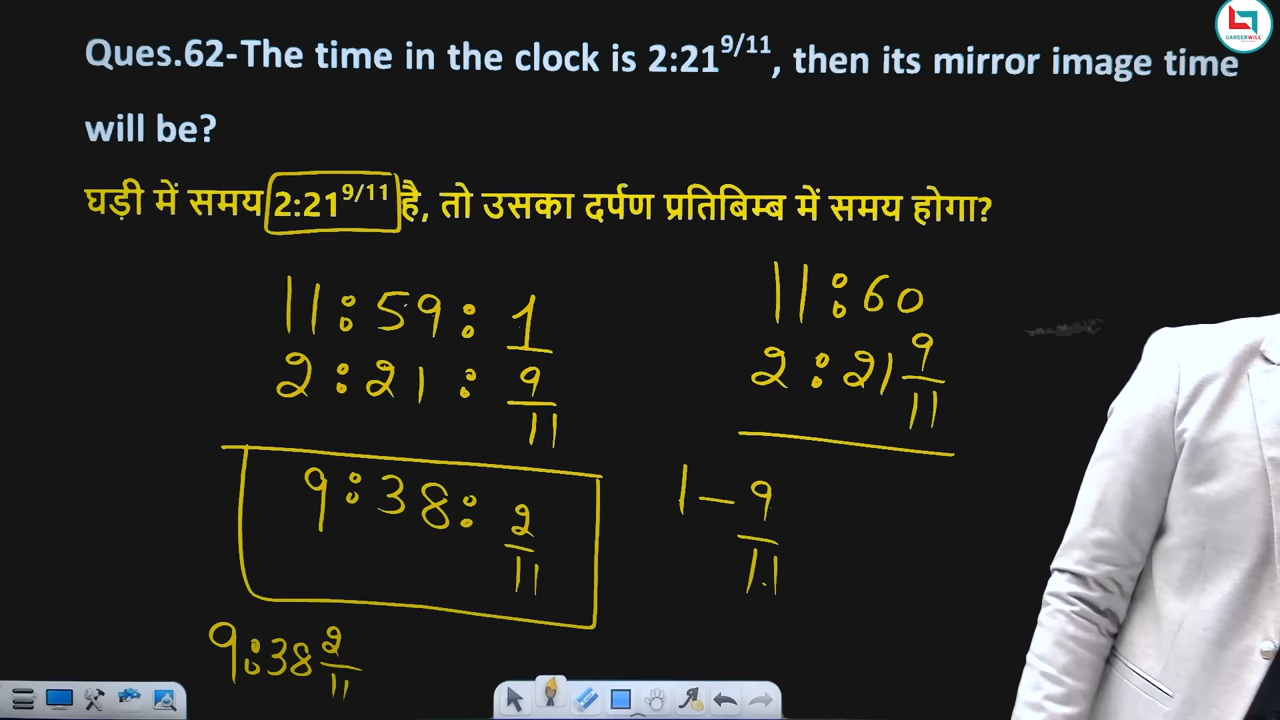 CAREERWILL
Ques.62-The time in the clock is 2:21^9/11, then its mirror image time
will be?
घड़ी में समय 2:21^9/11 है, तो उसका दर्पण प्रतिबिम्ब में समय होगा?
11:59:1
2:21:9/11
9:38:2/11
9:38 2/11
11:60
2:21 9/11
1-9/11